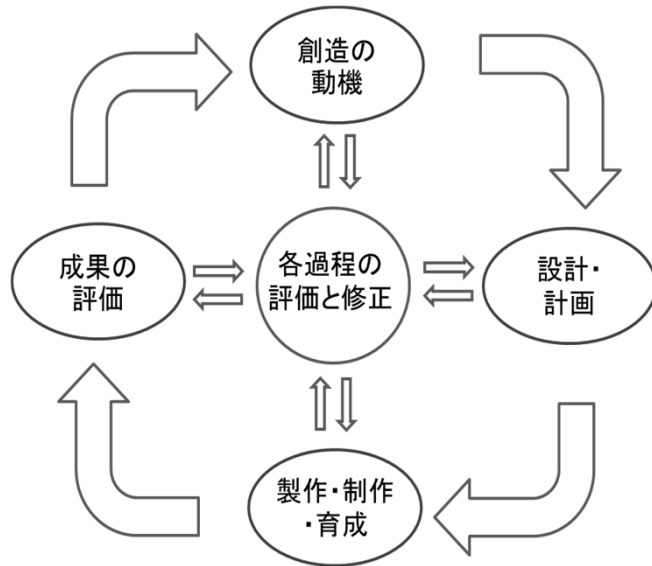 創造の
動機
成果の
評価
各過程の
評価と修正
設計・
計画
製作・制作
・育成